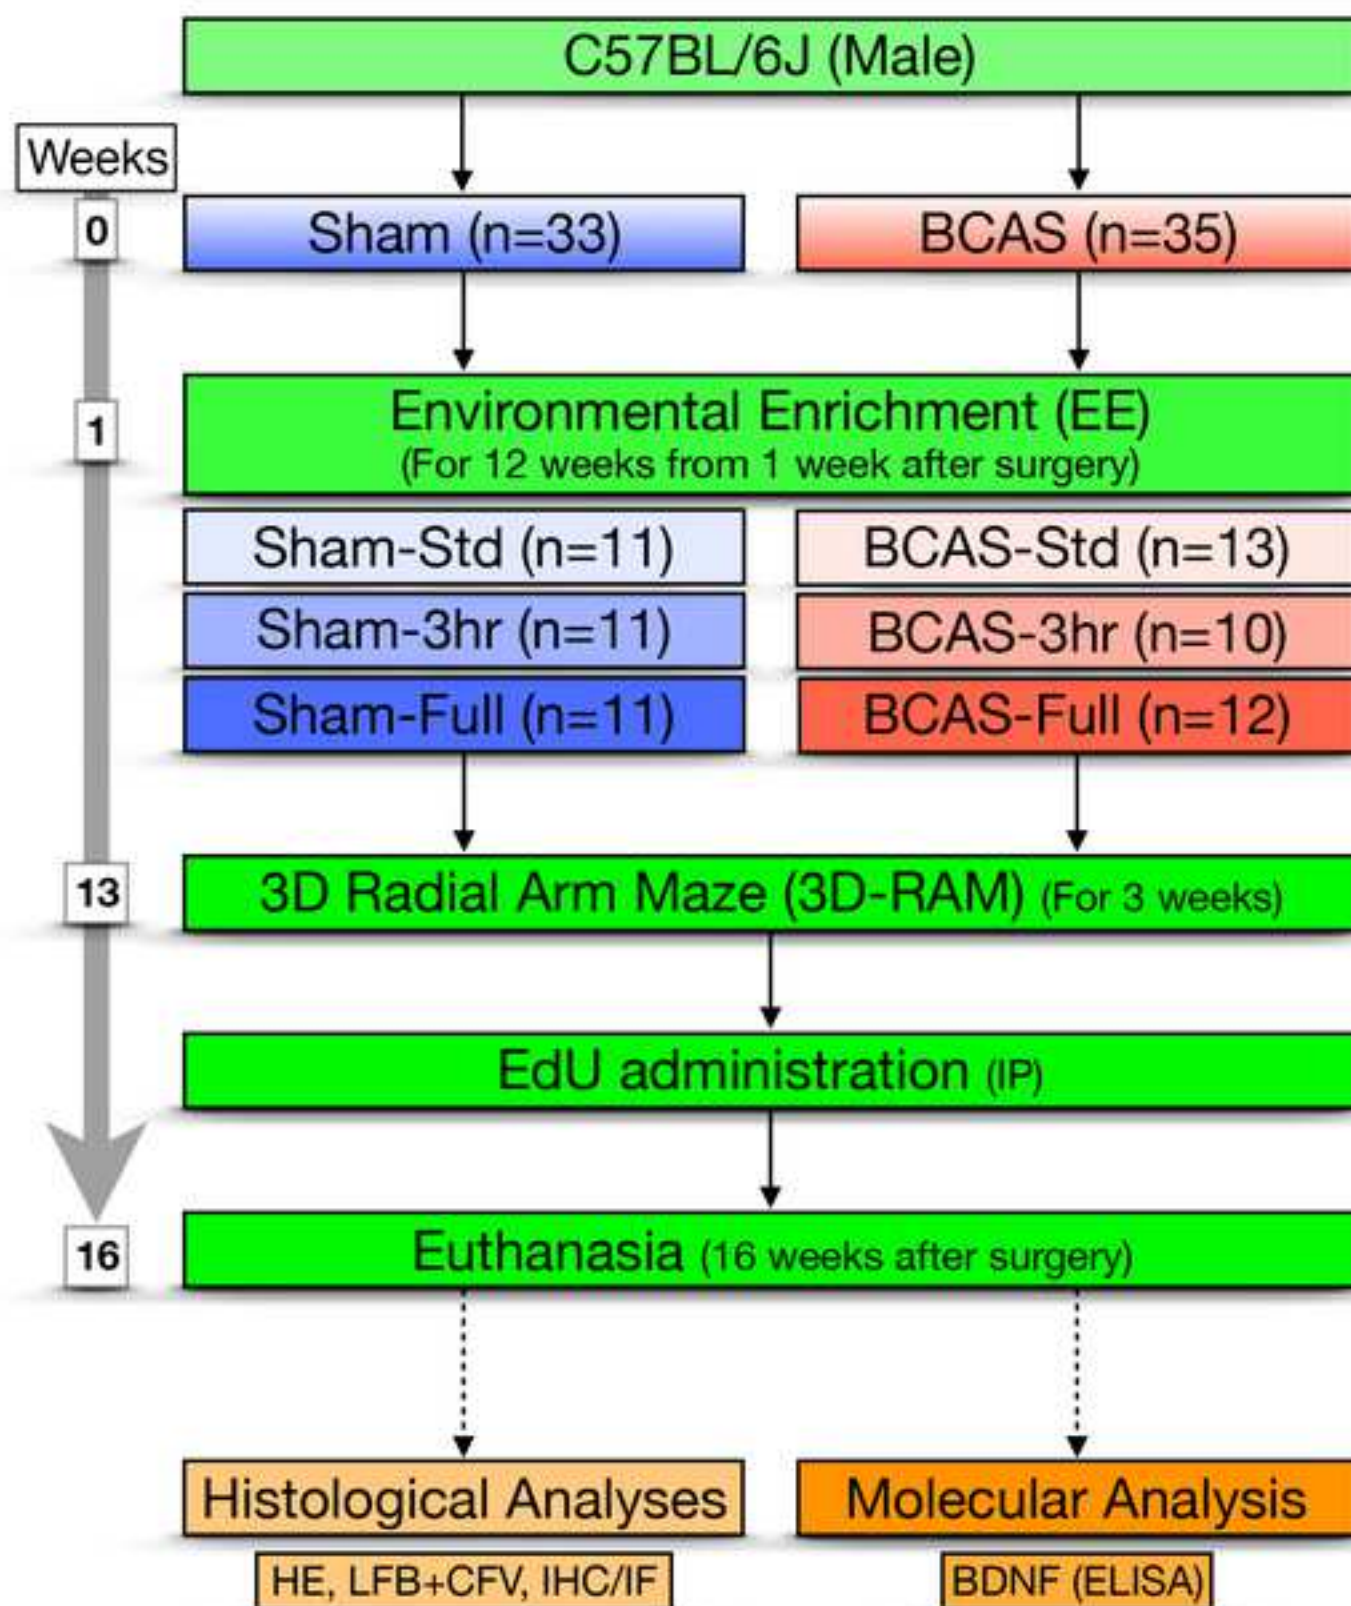 C57BL/6J (Male)
Weeks
0
Sham (n=33)
BCAS (n=35)
1
Environmental Enrichment (EE)
(For 12 weeks from 1 week after surgery)
Sham-Std (n=11)
BCAS-Std (n=13)
Sham-3hr (n=11)
BCAS-3hr (n=10)
Sham-Full (n=11)
BCAS-Full (n=12)
13
3D Radial Arm Maze (3D-RAM) (For 3 weeks)
EdU administration (IP)
16
Euthanasia (16 weeks after surgery)
Histological Analyses
Molecular Analysis
HE, LFB+CFV, IHC/IF
BDNF (ELISA)